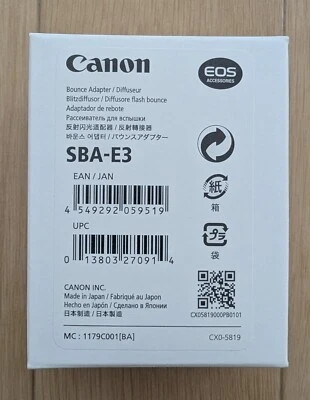 Canon
EOS
ACCESSORIES
Bounce Adapter / Diffuseur
Blitzdiffusor / Diffusore flash bounce
Adaptador de rebote
Рассеиватель для вспышки
反射闪光适配器 / 反射轉接器
바운스 어댑터 / バウンスアダプター
SBA-E3
EAN / JAN
4 549292 059519
UPC
0 13803 27091 4
紙
箱
プラ
袋
CANON INC.
Made in Japan / Fabriqué au Japon
Hecho en Japón / Сделано в Японии
日本制造 / 日本製造
CX05819000PB0101
MC : 1179C001[BA]
CX0-5819